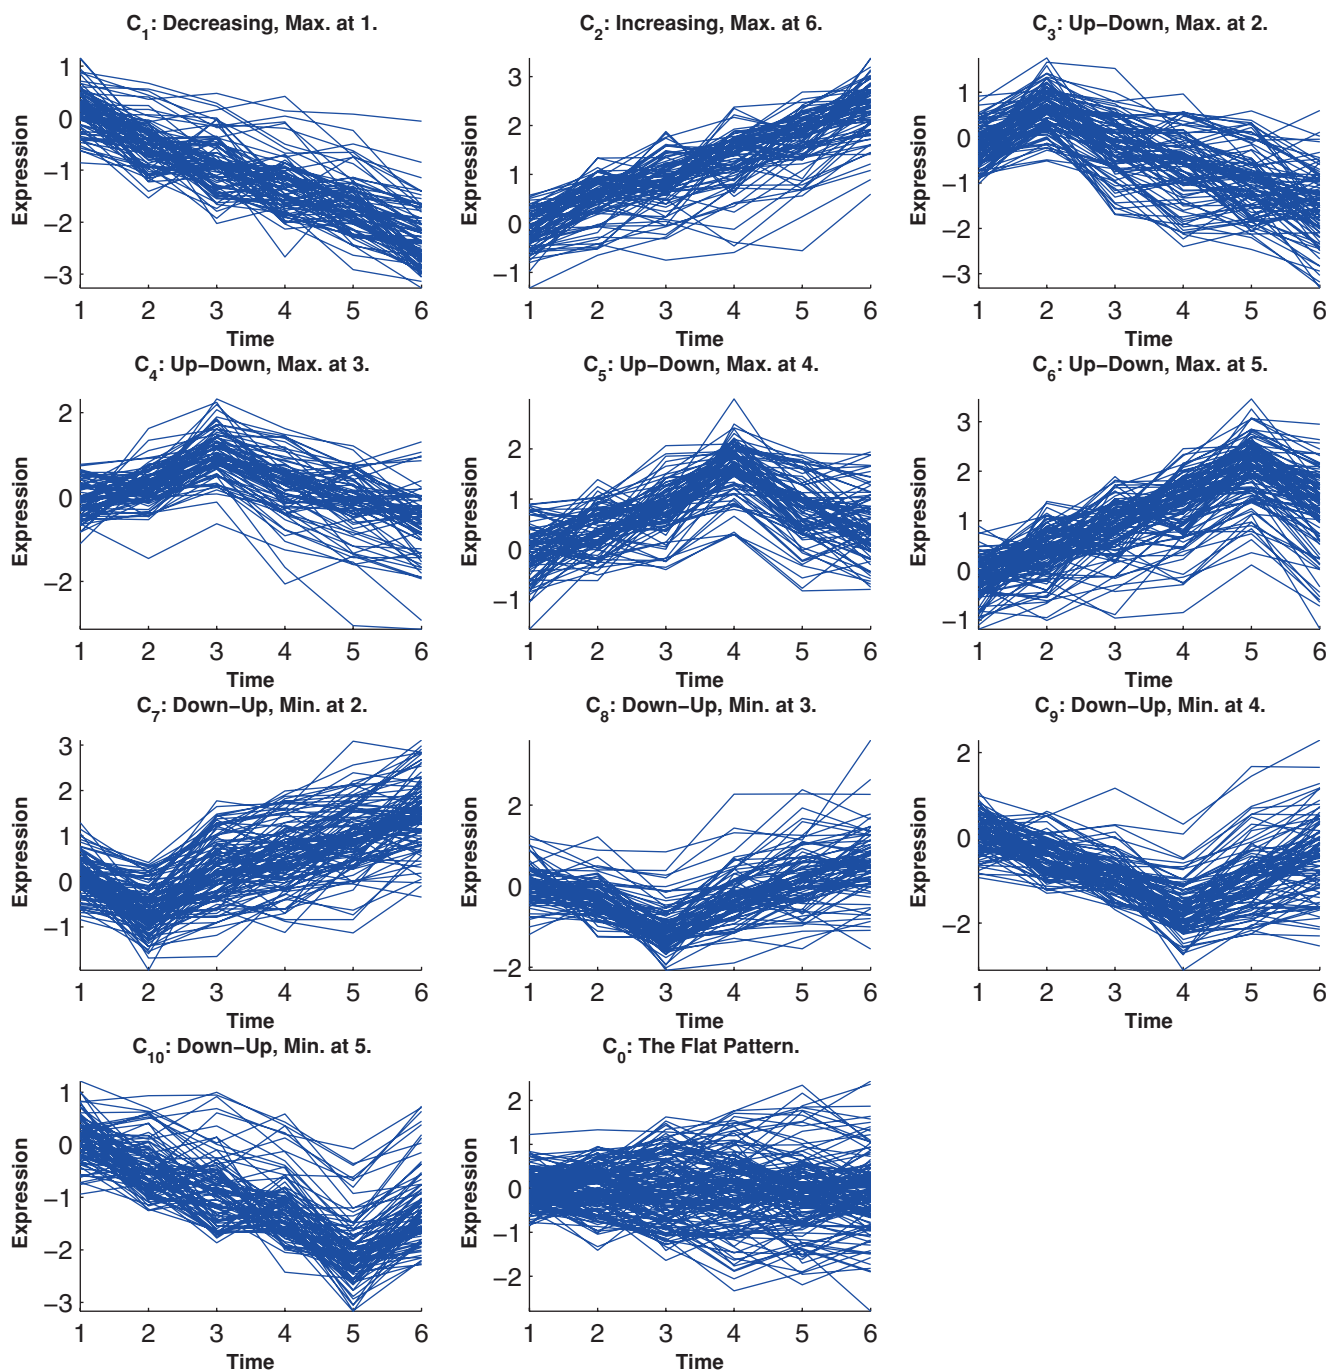 C1: Decreasing, Max. at 1.
1
0
−1
−2
−3
Expression
1 2 3 4 5 6
Time
C2: Increasing, Max. at 6.
3
2
1
0
−1
Expression
1 2 3 4 5 6
Time
C3: Up−Down, Max. at 2.
1
0
−1
−2
−3
Expression
1 2 3 4 5 6
Time
C4: Up−Down, Max. at 3.
2
0
−2
Expression
1 2 3 4 5 6
Time
C5: Up−Down, Max. at 4.
2
1
0
−1
Expression
1 2 3 4 5 6
Time
C6: Up−Down, Max. at 5.
3
2
1
0
−1
Expression
1 2 3 4 5 6
Time
C7: Down−Up, Min. at 2.
3
2
1
0
−1
Expression
1 2 3 4 5 6
Time
C8: Down−Up, Min. at 3.
2
0
−2
Expression
1 2 3 4 5 6
Time
C9: Down−Up, Min. at 4.
2
0
−2
Expression
1 2 3 4 5 6
Time
C10: Down−Up, Min. at 5.
1
0
−1
−2
−3
Expression
1 2 3 4 5 6
Time
C0: The Flat Pattern.
2
1
0
−1
−2
Expression
1 2 3 4 5 6
Time